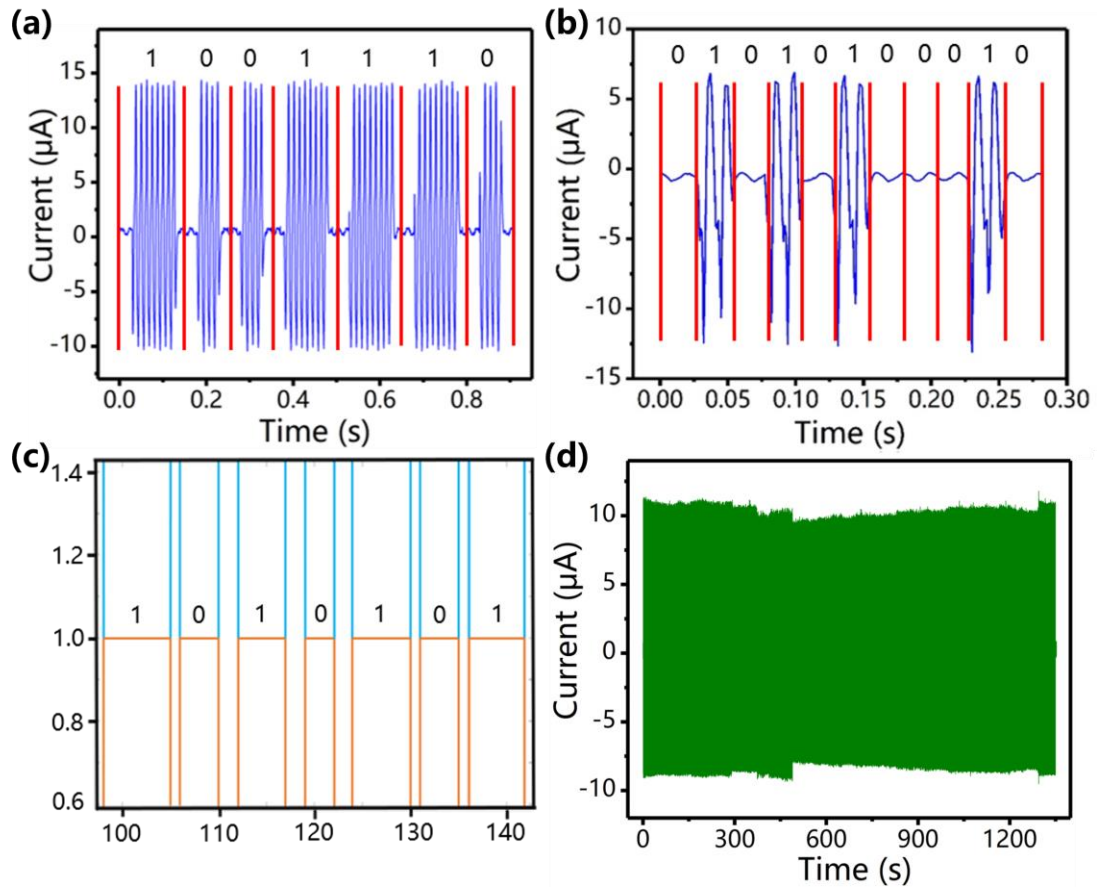 (a)
1 0 0 1 1 1 0
15
10
5
0
-5
-10
Current (μA)
0.0 0.2 0.4 0.6 0.8
Time (s)
(b)
0 1 0 1 0 1 0 0 0 1 0
10
5
0
-5
-10
-15
Current (μA)
0.00 0.05 0.10 0.15 0.20 0.25 0.30
Time (s)
(c)
1.4
1.2
1 0 1 0 1 0 1
1.0
0.8
0.6
100 110 120 130 140
(d)
10
5
0
-5
-10
Current (μA)
0 300 600 900 1200
Time (s)